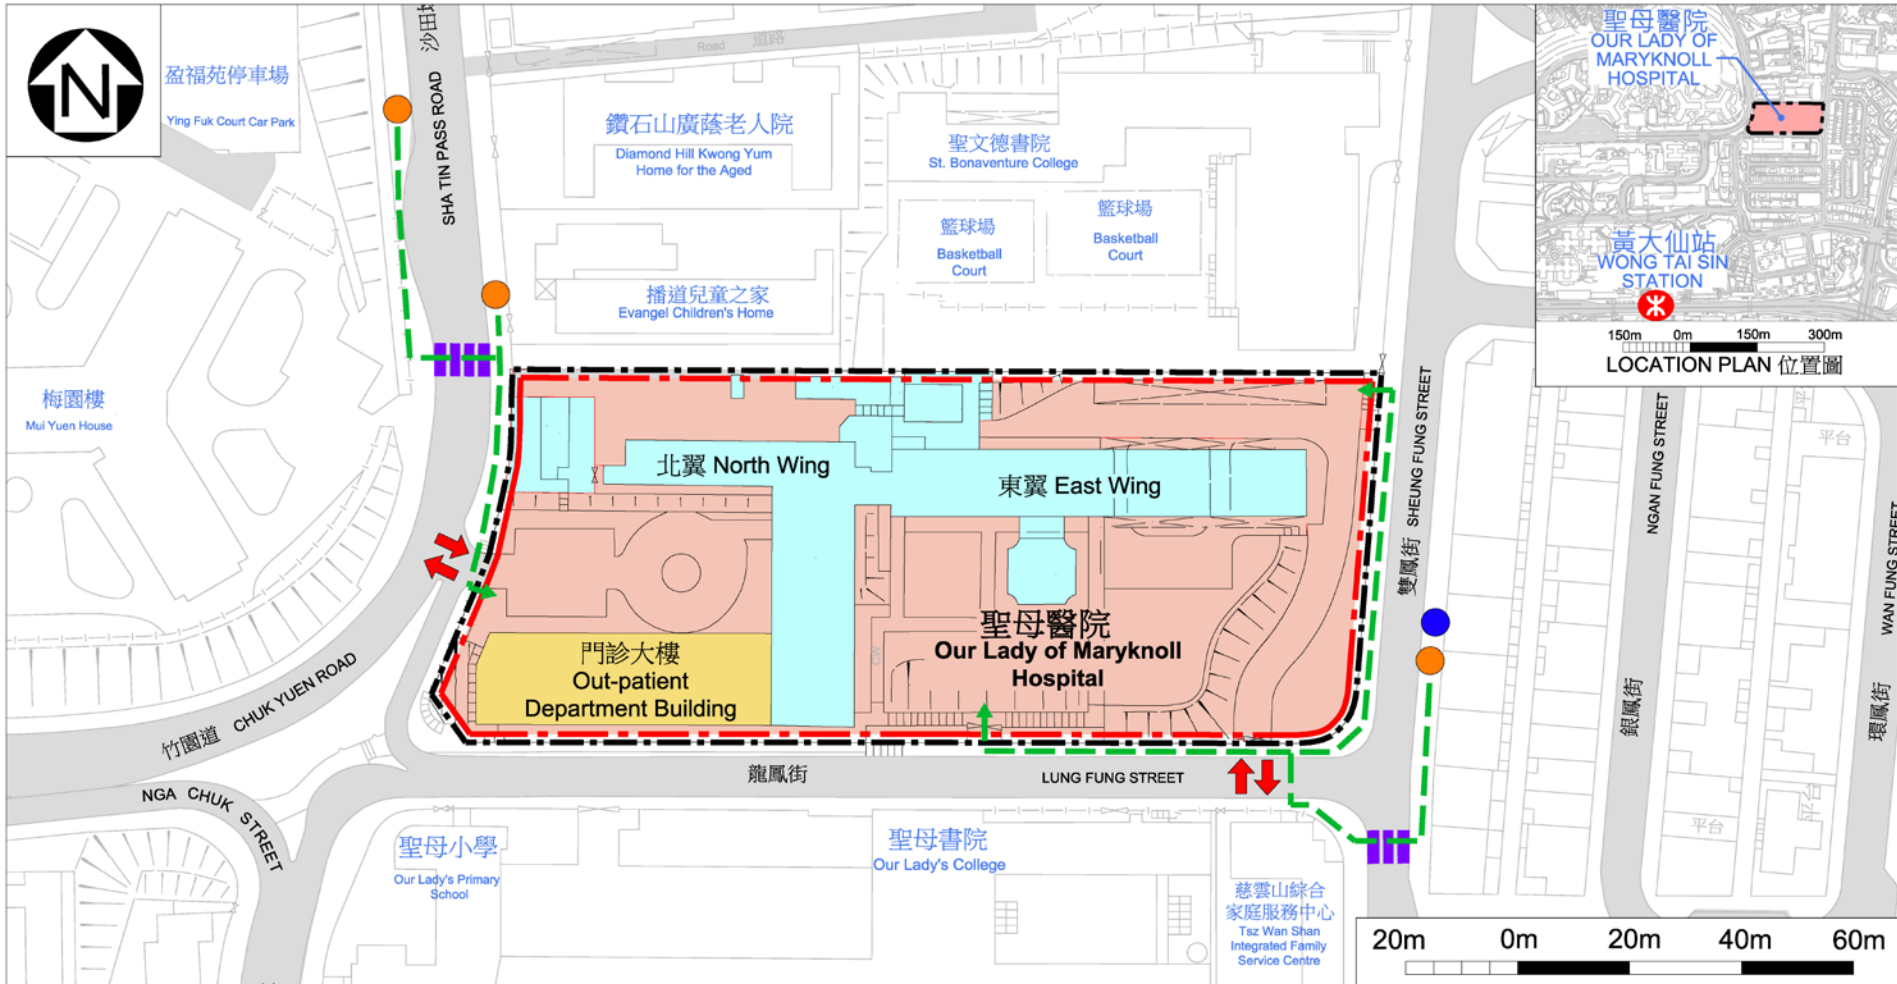 N
盈福苑停車場
Ying Fuk Court Car Park
SHA TIN PASS ROAD
沙田
Road 道路
鑽石山廣蔭老人院
Diamond Hill Kwong Yum
Home for the Aged
聖文德書院
St. Bonaventure College
籃球場
Basketball
Court
籃球場
Basketball
Court
播道兒童之家
Evangel Children's Home
聖母醫院
OUR LADY OF
MARYKNOLL
HOSPITAL
黃大仙站
WONG TAI SIN
STATION
150m 0m 150m 300m
LOCATION PLAN 位置圖
梅園樓
Mui Yuen House
北翼 North Wing
東翼 East Wing
聖母醫院
Our Lady of Maryknoll
Hospital
門診大樓
Out-patient
Department Building
竹園道 CHUK YUEN ROAD
NGA CHUK STREET
龍鳳街 LUNG FUNG STREET
雙鳳街 SHEUNG FUNG STREET
NGAN FUNG STREET
銀鳳街
WAN FUNG STREET
環鳳街
平台
平台
平台
聖母小學
Our Lady's Primary
School
聖母書院
Our Lady's College
慈雲山綜合
家庭服務中心
Tsz Wan Shan
Integrated Family
Service Centre
20m 0m 20m 40m 60m